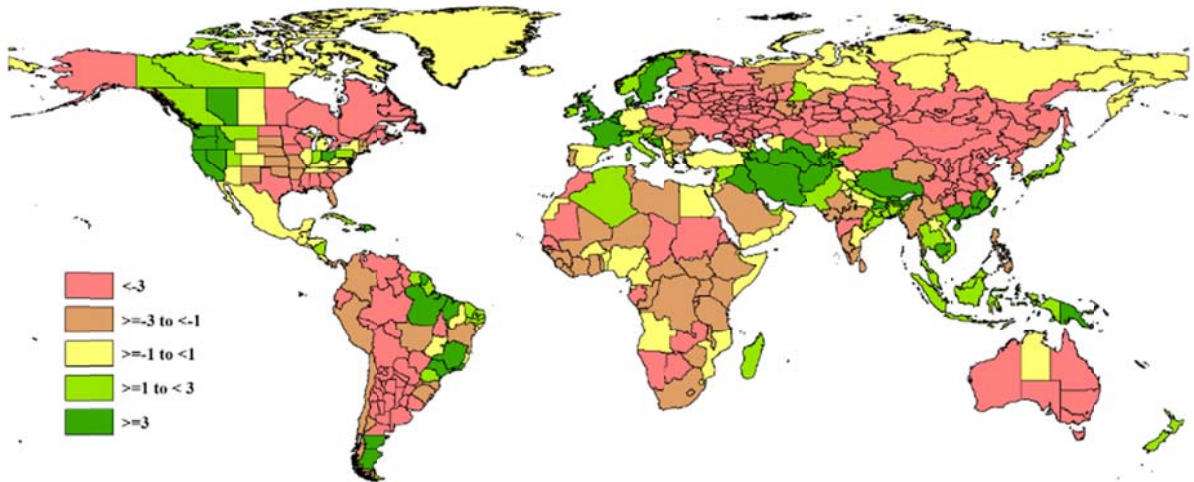 <-3
>=-3 to <-1
>=-1 to <1
>=1 to < 3
>=3